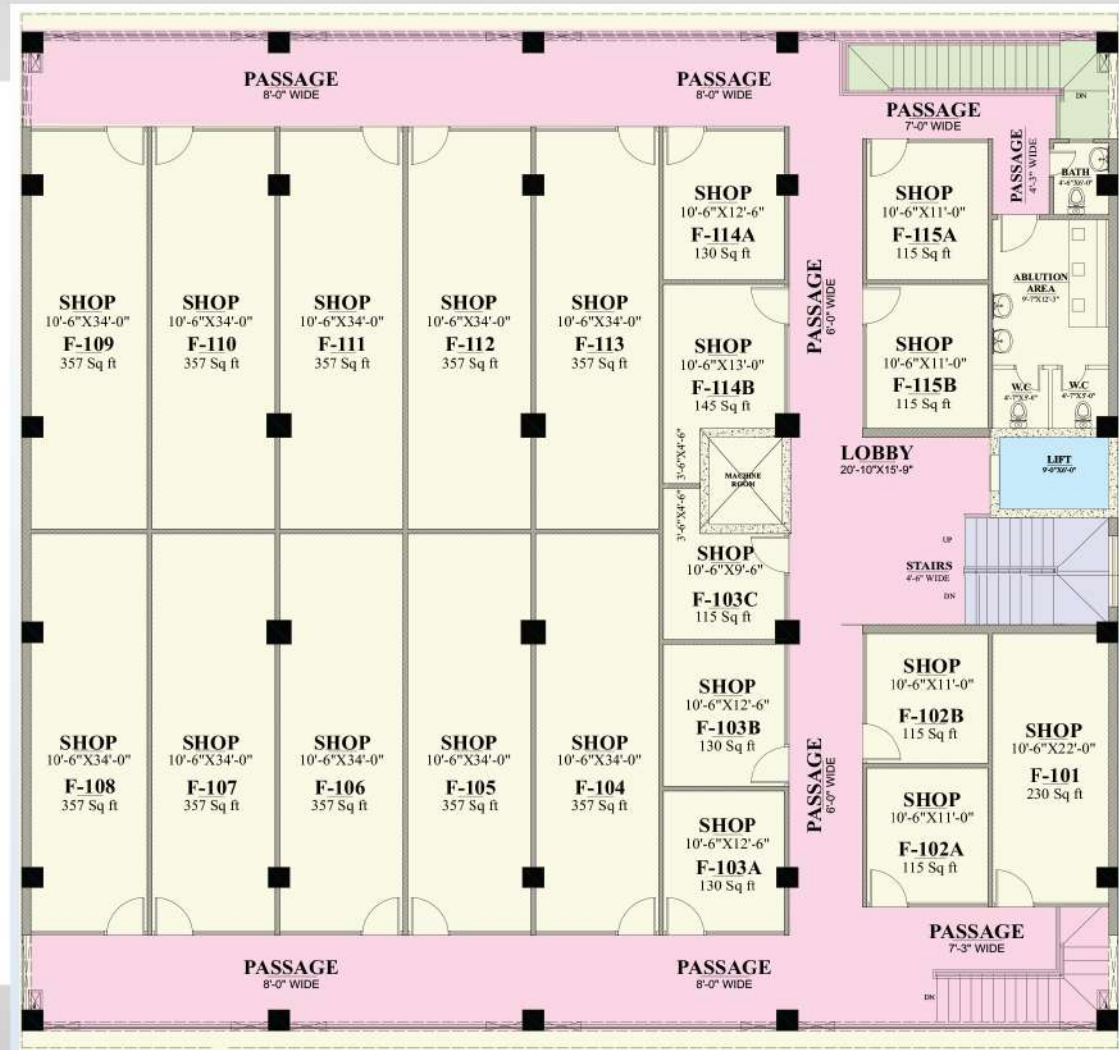 PASSAGE
8'-0" WIDE
PASSAGE
8'-0" WIDE
DN
PASSAGE
7'-0" WIDE
PASSAGE
4'-3" WIDE
BATH
4'-6"X6'-0"
SHOP
10'-6"X12'-6"
F-114A
130 Sq ft
SHOP
10'-6"X11'-0"
F-115A
115 Sq ft
PASSAGE
6'-0" WIDE
ABLUTION
AREA
9'-7"X12'-3"
SHOP
10'-6"X34'-0"
F-109
357 Sq ft
SHOP
10'-6"X34'-0"
F-110
357 Sq ft
SHOP
10'-6"X34'-0"
F-111
357 Sq ft
SHOP
10'-6"X34'-0"
F-112
357 Sq ft
SHOP
10'-6"X34'-0"
F-113
357 Sq ft
SHOP
10'-6"X13'-0"
F-114B
145 Sq ft
3'-6"X4'-6"
SHOP
10'-6"X11'-0"
F-115B
115 Sq ft
W.C
W.C
MACHINE
ROOM
LOBBY
20'-10"X15'-9"
LIFT
3'-6"X4'-6"
SHOP
10'-6"X9'-6"
F-103C
115 Sq ft
UP
STAIRS
4'-6" WIDE
DN
SHOP
10'-6"X12'-6"
F-103B
130 Sq ft
SHOP
10'-6"X11'-0"
F-102B
115 Sq ft
SHOP
10'-6"X22'-0"
F-101
230 Sq ft
SHOP
10'-6"X34'-0"
F-108
357 Sq ft
SHOP
10'-6"X34'-0"
F-107
357 Sq ft
SHOP
10'-6"X34'-0"
F-106
357 Sq ft
SHOP
10'-6"X34'-0"
F-105
357 Sq ft
SHOP
10'-6"X34'-0"
F-104
357 Sq ft
PASSAGE
6'-0" WIDE
SHOP
10'-6"X12'-6"
F-103A
130 Sq ft
SHOP
10'-6"X11'-0"
F-102A
115 Sq ft
PASSAGE
8'-0" WIDE
PASSAGE
8'-0" WIDE
PASSAGE
7'-3" WIDE
DN